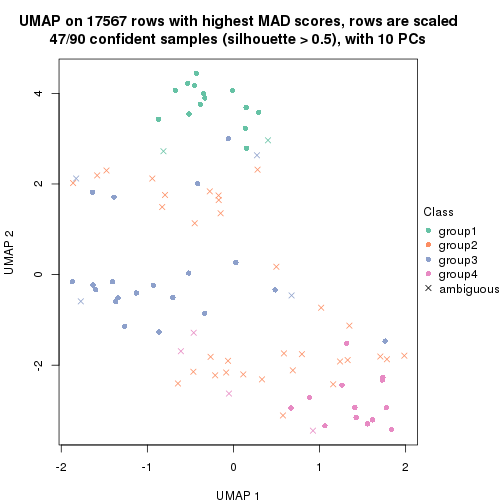 UMAP on 17567 rows with highest MAD scores, rows are scaled
47/90 confident samples (silhouette > 0.5), with 10 PCs
4
2
0
-2
UMAP 2
-2
-1
0
1
2
UMAP 1
Class
group1
group2
group3
group4
ambiguous